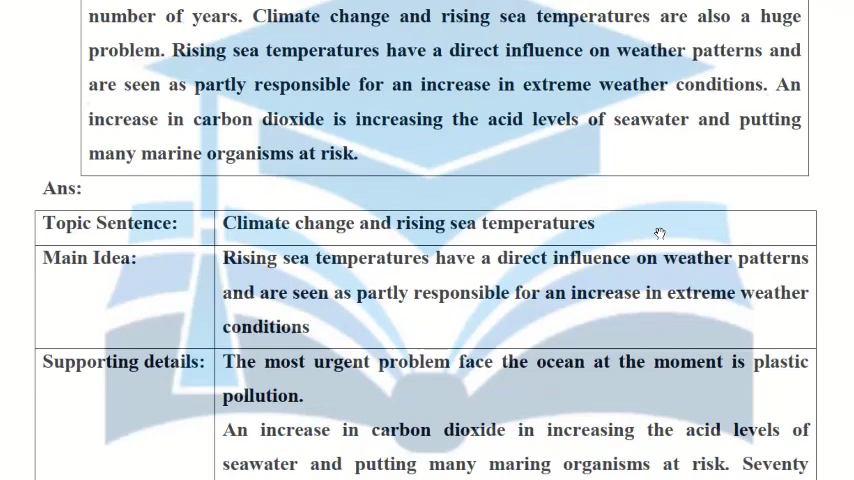 number of years. Climate change and rising sea temperatures are also a huge
problem. Rising sea temperatures have a direct influence on weather patterns and
are seen as partly responsible for an increase in extreme weather conditions. An
increase in carbon dioxide is increasing the acid levels of seawater and putting
many marine organisms at risk.
Ans:
Topic Sentence: Climate change and rising sea temperatures
Main Idea: Rising sea temperatures have a direct influence on weather patterns
and are seen as partly responsible for an increase in extreme weather
conditions
Supporting details: The most urgent problem face the ocean at the moment is plastic
pollution.
An increase in carbon dioxide in increasing the acid levels of
seawater and putting many maring organisms at risk. Seventy